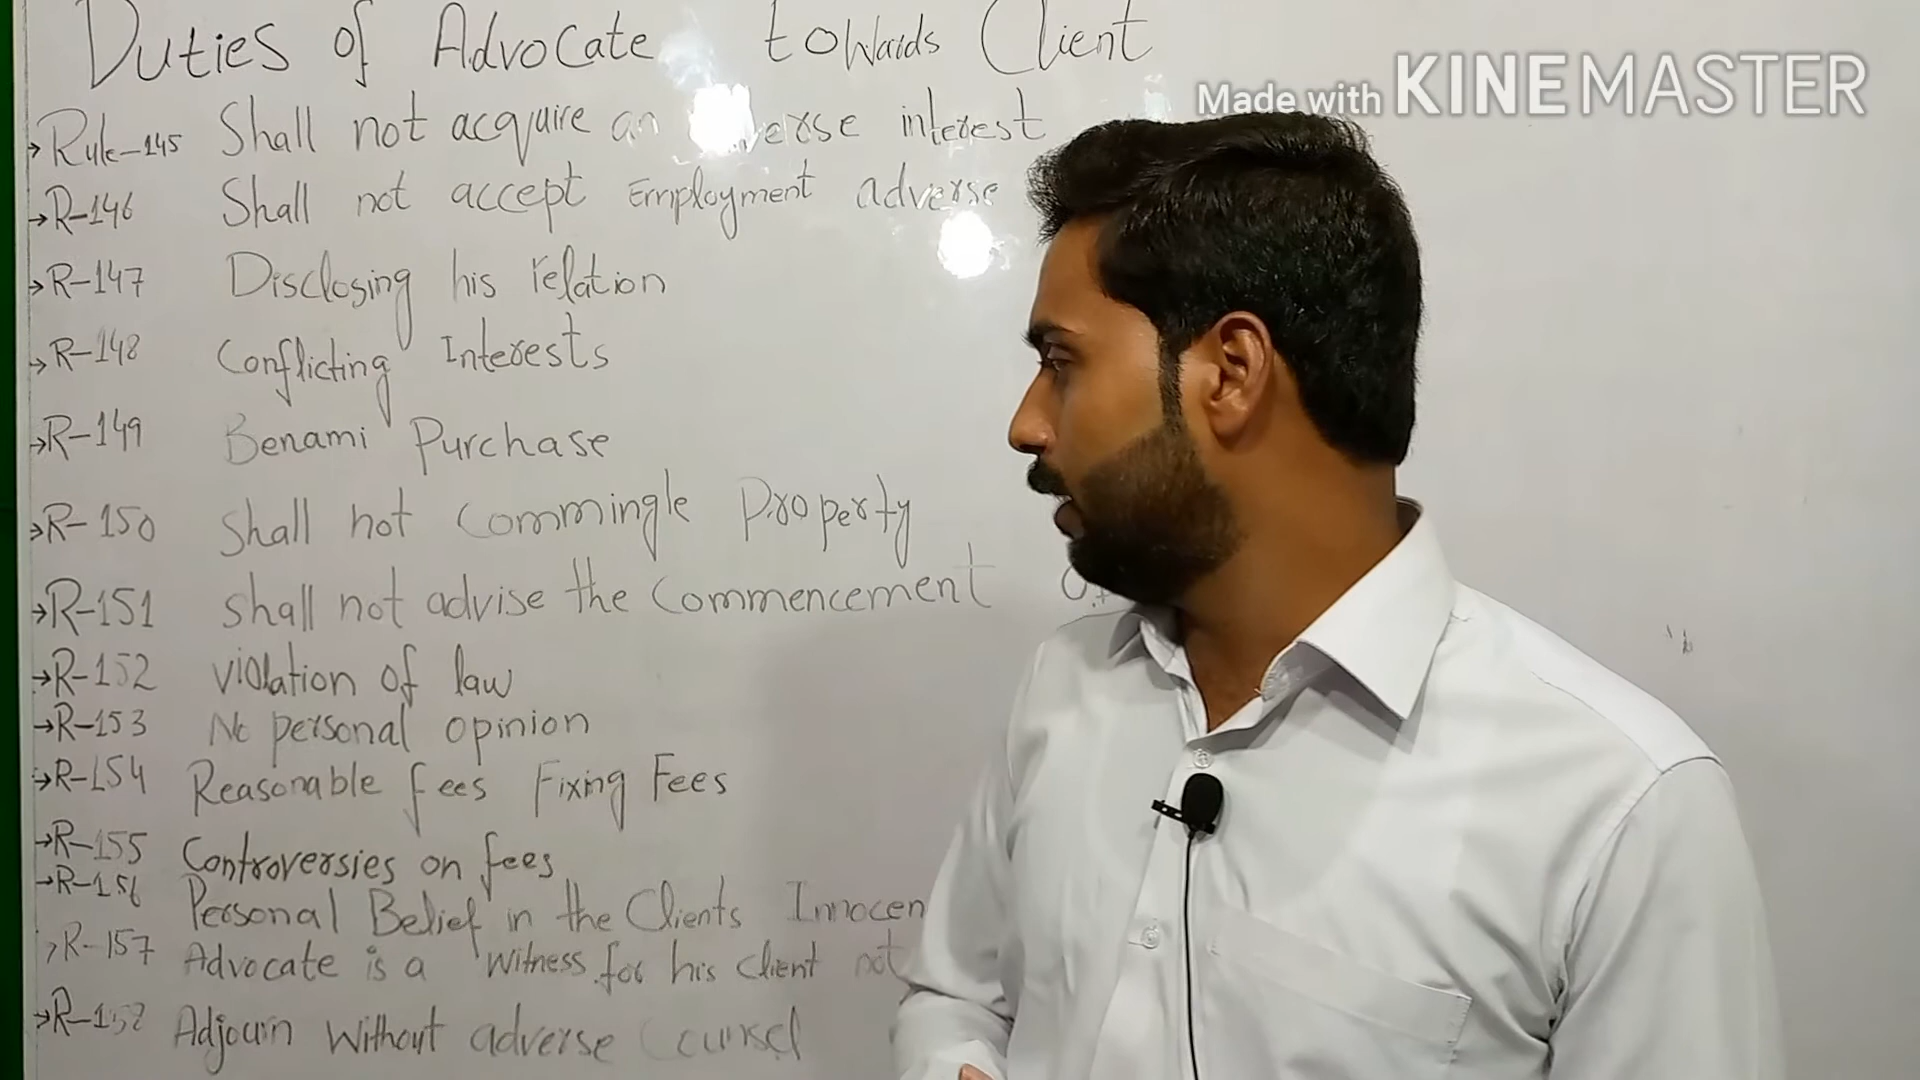 Duties of Advocate towards Client
Made with KINEMASTER
→ Rule-145 Shall not acquire an interest
→ R-146 Shall not accept Employment adverse
→ R-147 Disclosing his relation
→ R-148 Conflicting Interests
→ R-149 Benami Purchase
→ R-150 Shall not Commingle Property
→ R-151 Shall not advise the Commencement
→ R-152 violation of law
→ R-153 No personal opinion
→ R-154 Reasonable fees Fixing Fees
→ R-155 Controversies on fees
→ R-156 Personal Belief in the Clients Innocen
→ R-157 Advocate is a Witness for his Client not
→ Adjourn Without adverse Counsel